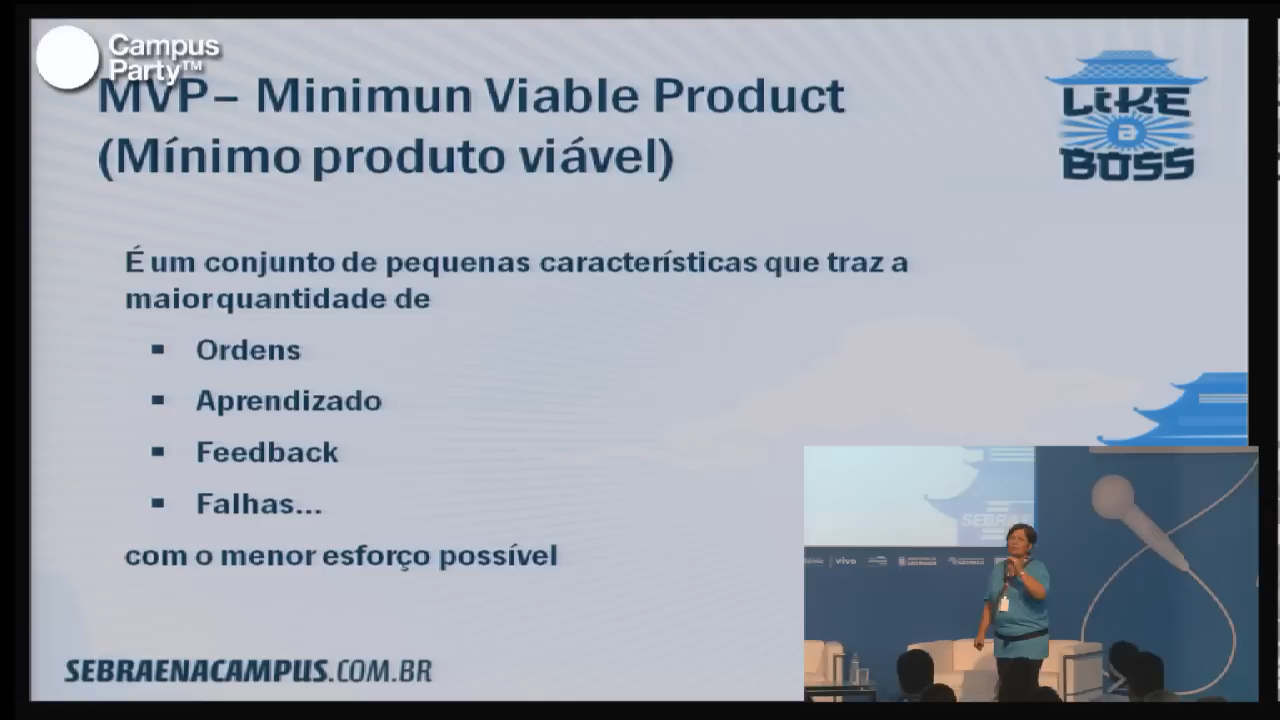 Campus
Party™
MVP – Minimun Viable Product
(Mínimo produto viável)
LIKE
a
BOSS
É um conjunto de pequenas características que traz a
maior quantidade de
▪ Ordens
▪ Aprendizado
▪ Feedback
▪ Falhas...
com o menor esforço possível
SEBRAE
vivo
SEBRAENACAMPUS.COM.BR